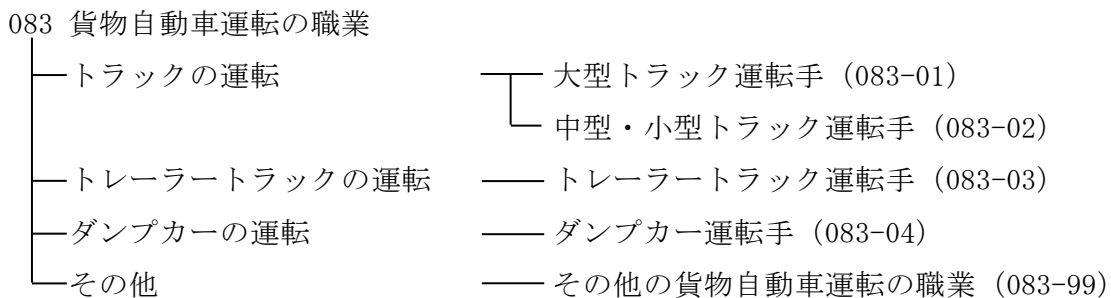 083 貨物自動車運転の職業
トラックの運転 大型トラック運転手 (083-01)
中型・小型トラック運転手 (083-02)
トレーラートラックの運転 トレーラートラック運転手 (083-03)
ダンプカーの運転 ダンプカー運転手 (083-04)
その他 その他の貨物自動車運転の職業 (083-99)